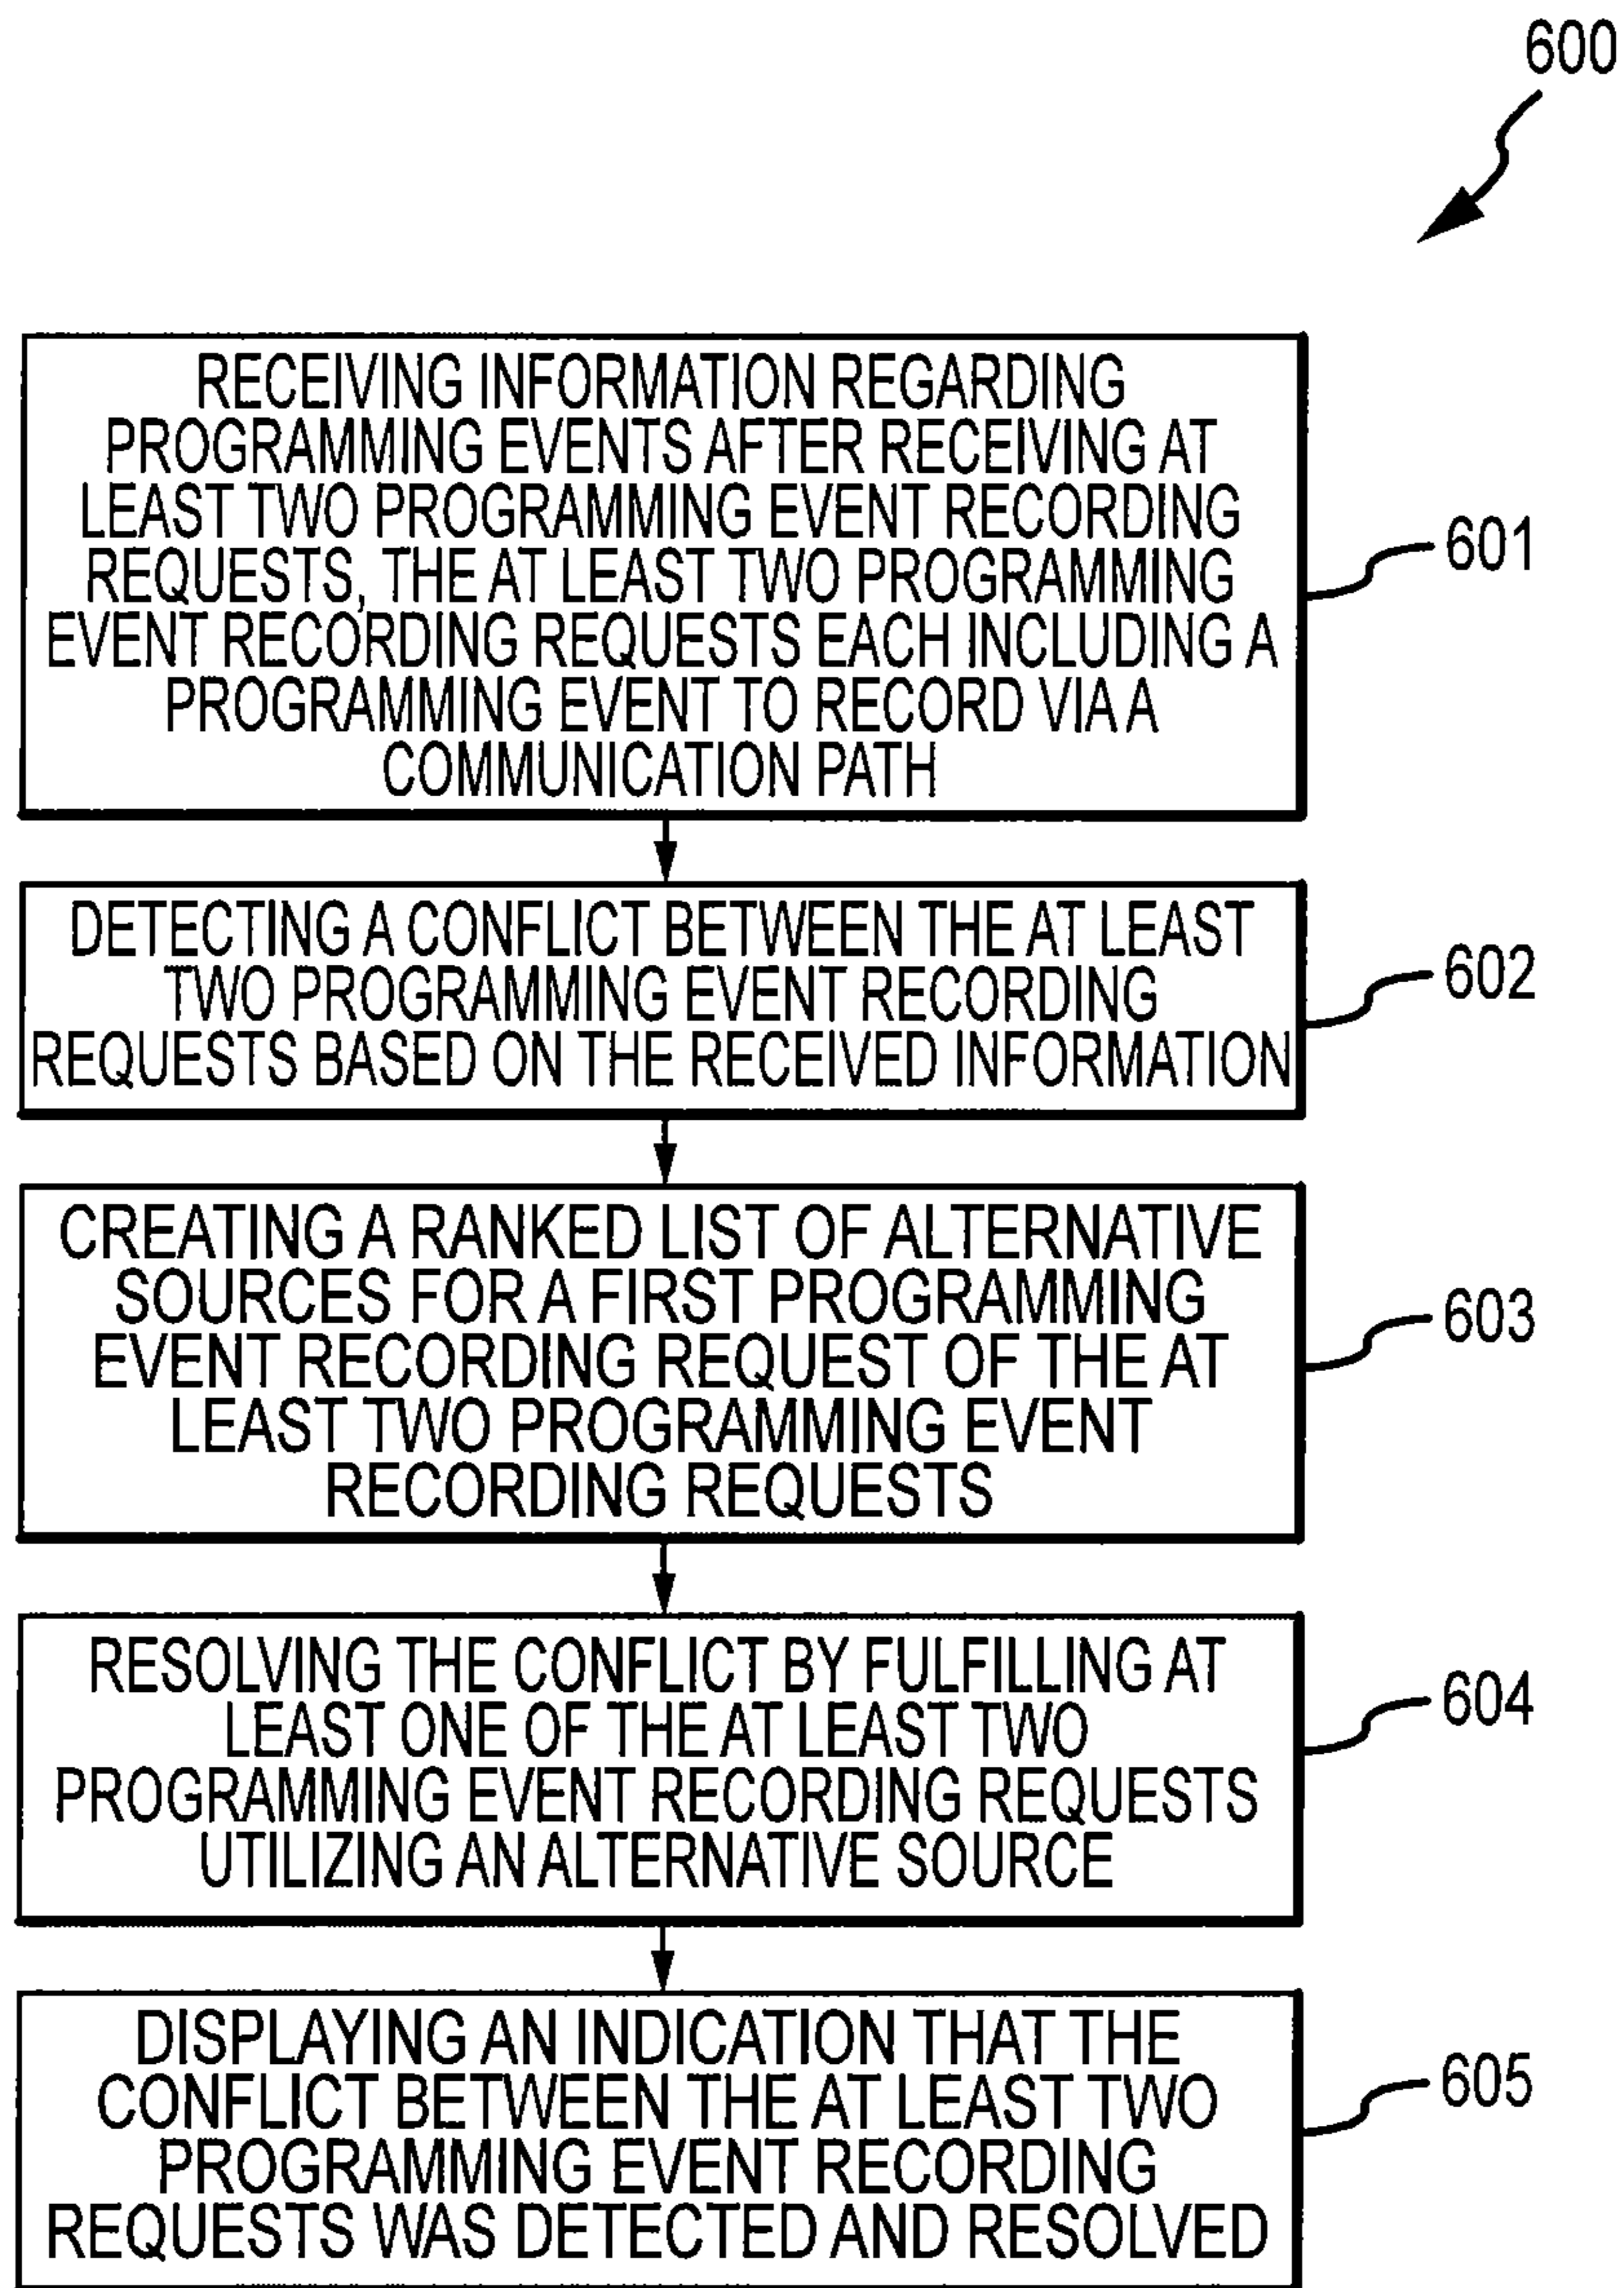 600
RECEIVING INFORMATION REGARDING
PROGRAMMING EVENTS AFTER RECEIVING AT
LEAST TWO PROGRAMMING EVENT RECORDING
REQUESTS, THE AT LEAST TWO PROGRAMMING
EVENT RECORDING REQUESTS EACH INCLUDING A
PROGRAMMING EVENT TO RECORD VIA A
COMMUNICATION PATH
601
DETECTING A CONFLICT BETWEEN THE AT LEAST
TWO PROGRAMMING EVENT RECORDING
REQUESTS BASED ON THE RECEIVED INFORMATION
602
CREATING A RANKED LIST OF ALTERNATIVE
SOURCES FOR A FIRST PROGRAMMING
EVENT RECORDING REQUEST OF THE AT
LEAST TWO PROGRAMMING EVENT
RECORDING REQUESTS
603
RESOLVING THE CONFLICT BY FULFILLING AT
LEAST ONE OF THE AT LEAST TWO
PROGRAMMING EVENT RECORDING REQUESTS
UTILIZING AN ALTERNATIVE SOURCE
604
DISPLAYING AN INDICATION THAT THE
CONFLICT BETWEEN THE AT LEAST TWO
PROGRAMMING EVENT RECORDING
REQUESTS WAS DETECTED AND RESOLVED
605